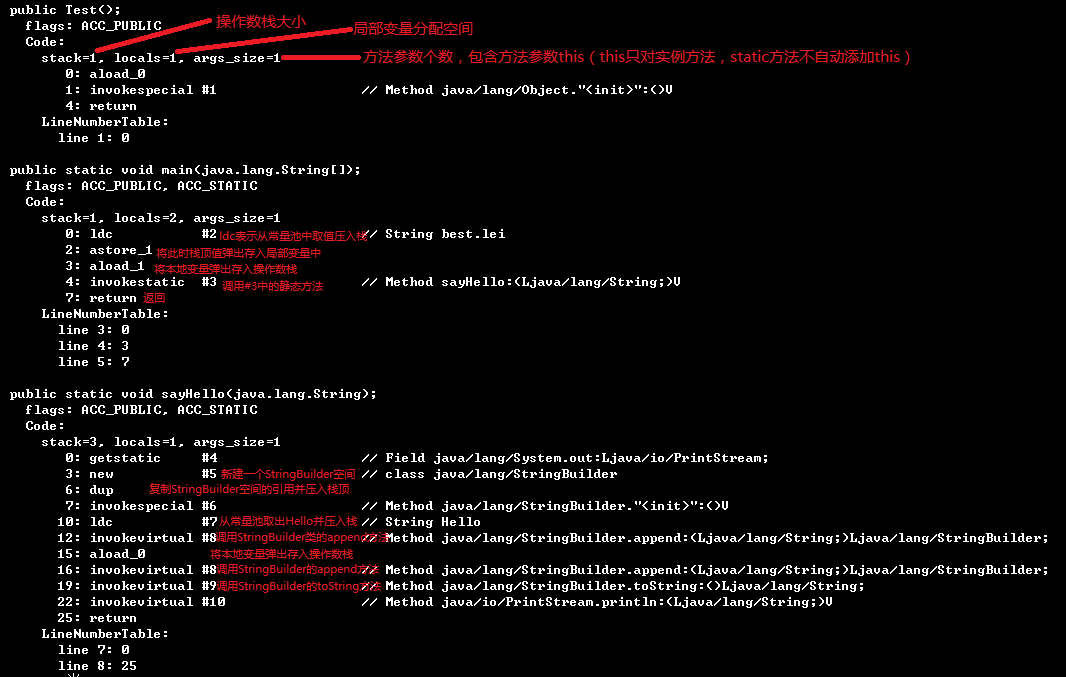 public Test();
操作数栈大小
flags: ACC_PUBLIC
局部变量分配空间
Code:
stack=1, locals=1, args_size=1 方法参数个数，包含方法参数this（this只对实例方法，static方法不自动添加this）
0: aload_0
1: invokespecial #1 // Method java/lang/Object."<init>":()V
4: return
LineNumberTable:
line 1: 0
public static void main(java.lang.String[]);
flags: ACC_PUBLIC, ACC_STATIC
Code:
stack=1, locals=2, args_size=1
0: ldc #2 ldc表示从常量池中取值压入栈 // String best.lei
2: astore_1 将此时栈顶值弹出存入局部变量中
3: aload_1 将本地变量弹出存入操作数栈
4: invokestatic #3 调用#3中的静态方法 // Method sayHello:(Ljava/lang/String;)V
7: return 返回
LineNumberTable:
line 3: 0
line 4: 3
line 5: 7
public static void sayHello(java.lang.String);
flags: ACC_PUBLIC, ACC_STATIC
Code:
stack=3, locals=1, args_size=1
0: getstatic #4 // Field java/lang/System.out:Ljava/io/PrintStream;
3: new #5 新建一个StringBuilder空间 // class java/lang/StringBuilder
6: dup 复制StringBuilder空间的引用并压入栈顶
7: invokespecial #6 // Method java/lang/StringBuilder."<init>":()V
10: ldc #7 从常量池取出Hello并压入栈 // String Hello
12: invokevirtual #8 调用StringBuilder类的append方法 // Method java/lang/StringBuilder.append:(Ljava/lang/String;)Ljava/lang/StringBuilder;
15: aload_0 将本地变量弹出存入操作数栈
16: invokevirtual #8 调用StringBuilder的append方法 // Method java/lang/StringBuilder.append:(Ljava/lang/String;)Ljava/lang/StringBuilder;
19: invokevirtual #9 调用StringBuilder的toString方法 // Method java/lang/StringBuilder.toString:()Ljava/lang/String;
22: invokevirtual #10 // Method java/io/PrintStream.println:(Ljava/lang/String;)V
25: return
LineNumberTable:
line 7: 0
line 8: 25